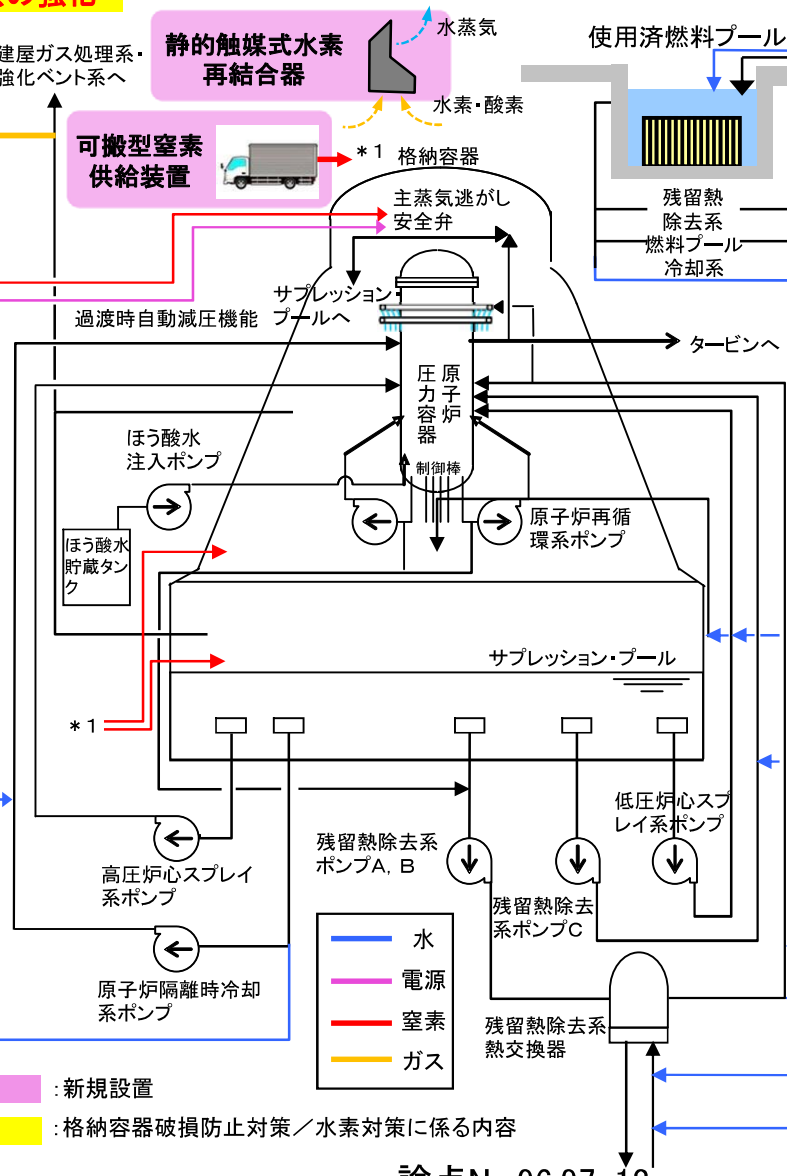 の強化
建屋ガス処理系・
強化ベント系へ
静的触媒式水素
再結合器
水蒸気
水素・酸素
使用済燃料プール
可搬型窒素
供給装置
*1
格納容器
主蒸気逃がし
安全弁
残留熱
除去系
燃料プール
冷却系
サプレッション・
プールへ
過渡時自動減圧機能
タービンへ
原子炉
圧力容器
ほう酸水
注入ポンプ
制御棒
原子炉再循
環系ポンプ
ほう酸水
貯蔵タン
ク
サプレッション・プール
*1
低圧炉心スプ
レイ系ポンプ
残留熱除去系
ポンプA, B
高圧炉心スプレイ
系ポンプ
残留熱除去
系ポンプC
水
電源
窒素
ガス
原子炉隔離時冷却
系ポンプ
残留熱除去系
熱交換器
:新規設置
:格納容器破損防止対策/水素対策に係る内容